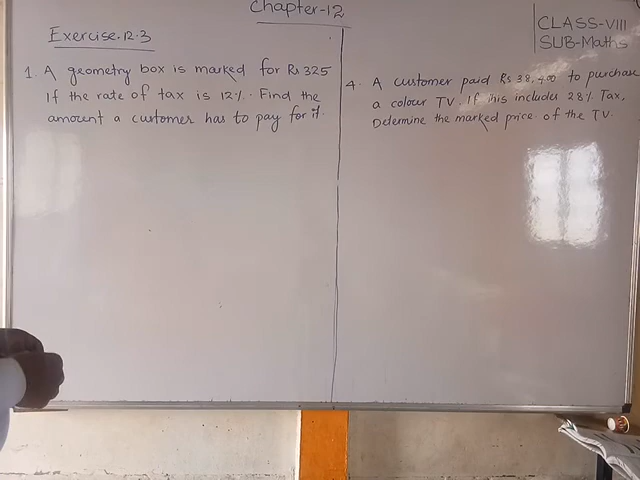 Chapter-12
CLASS-VIII
SUB-Maths
Exercise.12.3
1. A geometry box is marked for Rs 325
If the rate of tax is 12%. Find the
amount a customer has to pay for it.
4. A customer paid Rs 38,400 to purchase
a colour TV. If this includes 28% Tax,
Determine the marked price of the TV.